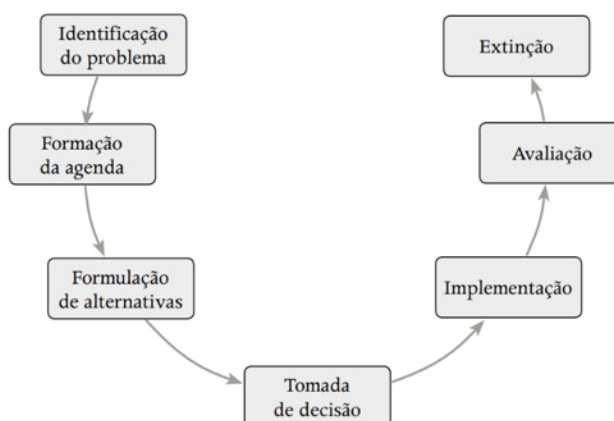 Identificação
do problema
Formação
da agenda
Formulação
de alternativas
Tomada
de decisão
Implementação
Avaliação
Extinção